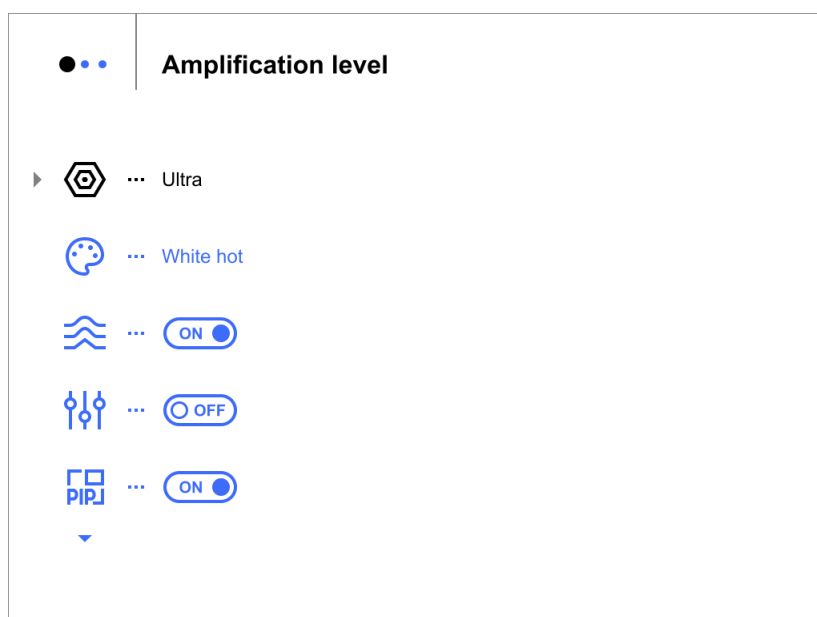 Amplification level
Ultra
White hot
ON
OFF
PIP
ON